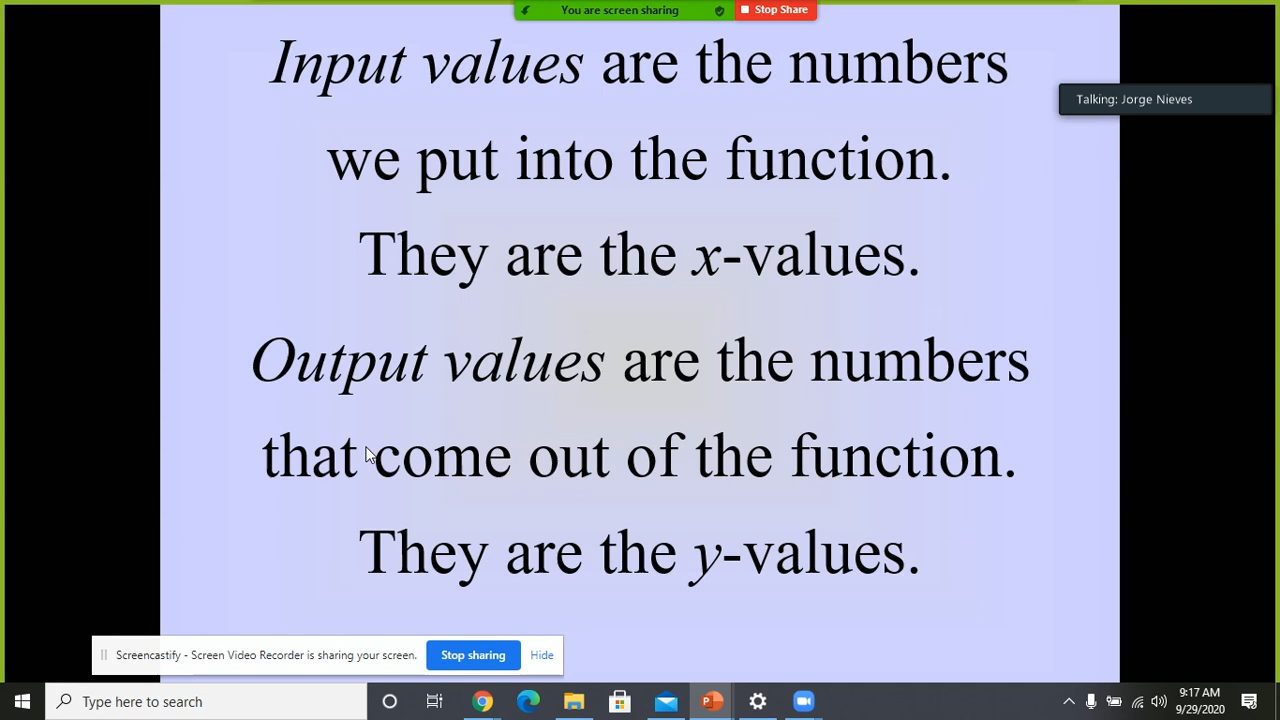 You are screen sharing
Stop Share
Input values are the numbers
Talking: Jorge Nieves
we put into the function.
They are the x-values.
Output values are the numbers
that come out of the function.
They are the y-values.
Screencastify - Screen Video Recorder is sharing your screen.
Stop sharing
Hide
Type here to search
9:17 AM
9/29/2020